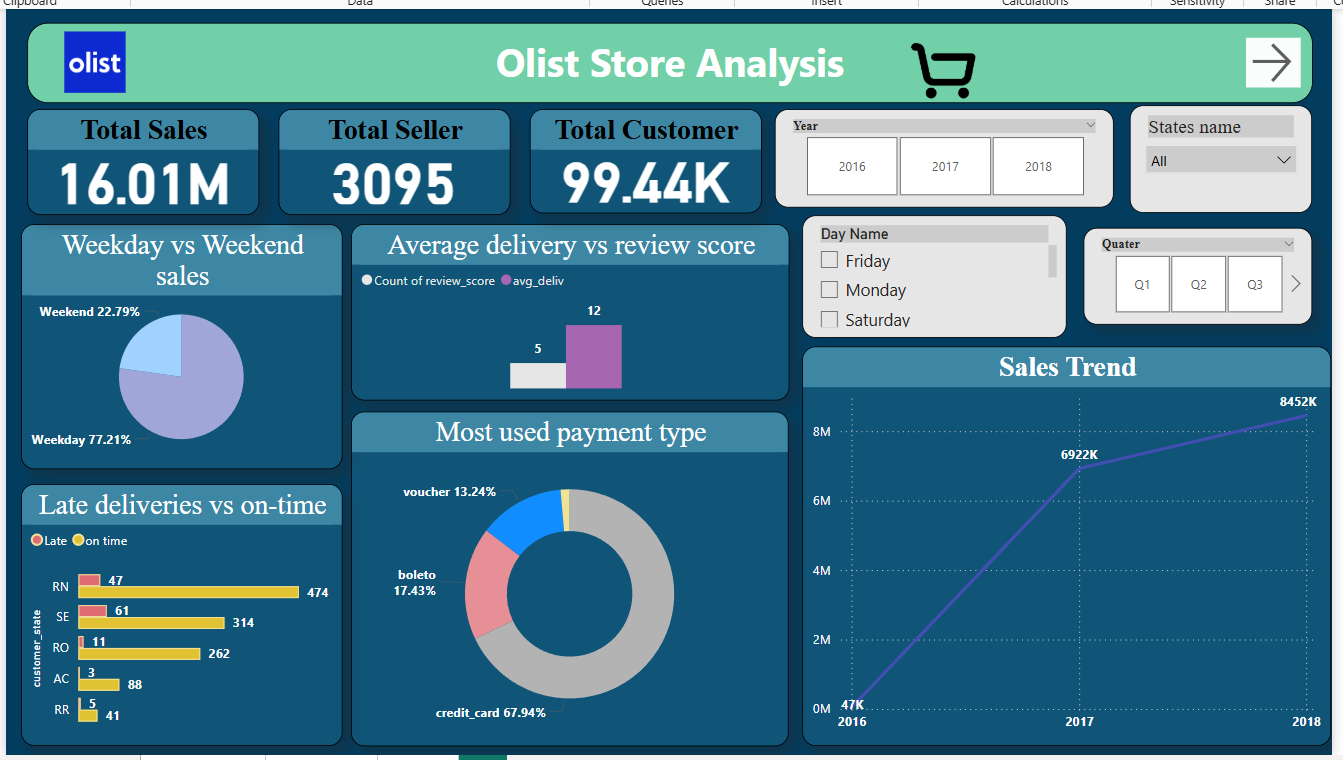 Clipboard
Data
Queries
Insert
Calculations
Sensitivity
Share
olist
Olist Store Analysis
Total Sales
16.01M
Total Seller
3095
Total Customer
99.44K
Year
2016
2017
2018
States name
All
Weekday vs Weekend
sales
Weekend 22.79%
Weekday 77.21%
Average delivery vs review score
Count of review_score
avg_deliv
5
12
Day Name
Friday
Monday
Saturday
Quater
Q1
Q2
Q3
Late deliveries vs on-time
Late
on time
customer_state
RN
47
474
SE
61
314
RO
11
262
AC
3
88
RR
5
41
Most used payment type
voucher 13.24%
boleto
17.43%
credit_card 67.94%
Sales Trend
8M
6M
4M
2M
0M
47K
6922K
8452K
2016
2017
2018